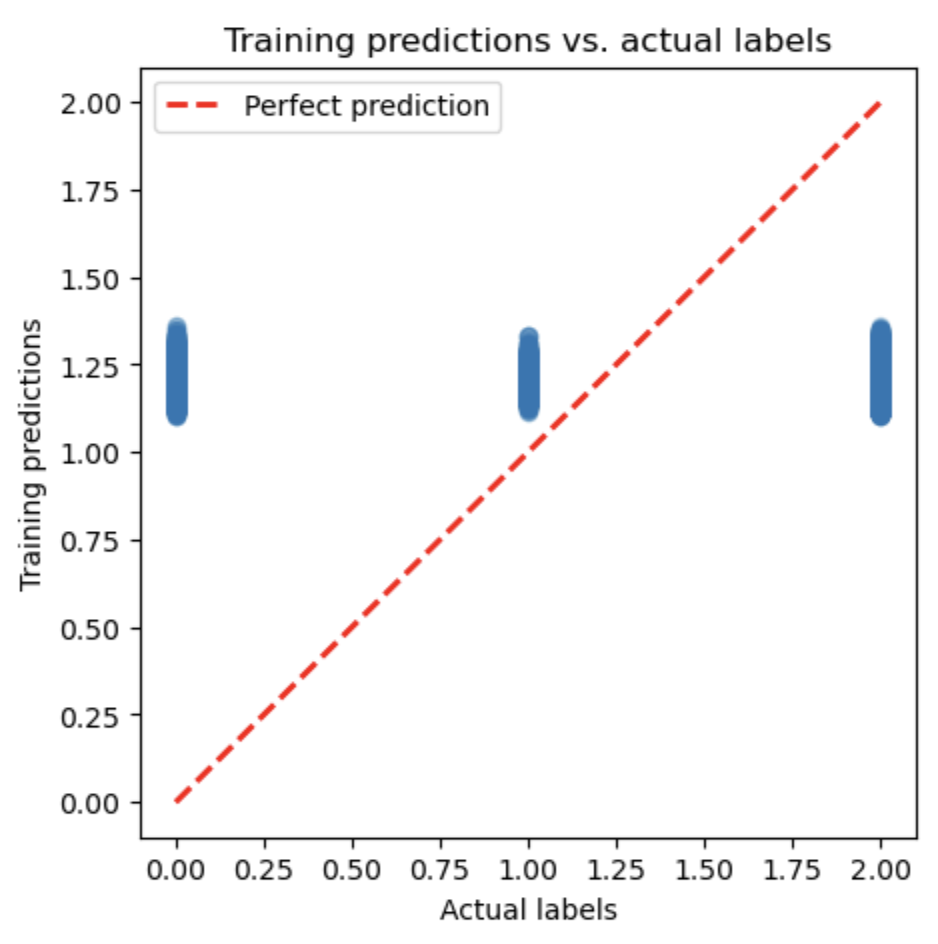 Training predictions vs. actual labels
Perfect prediction
2.00
1.75
1.50
1.25
1.00
0.75
0.50
0.25
0.00
Training predictions
0.00 0.25 0.50 0.75 1.00 1.25 1.50 1.75 2.00
Actual labels